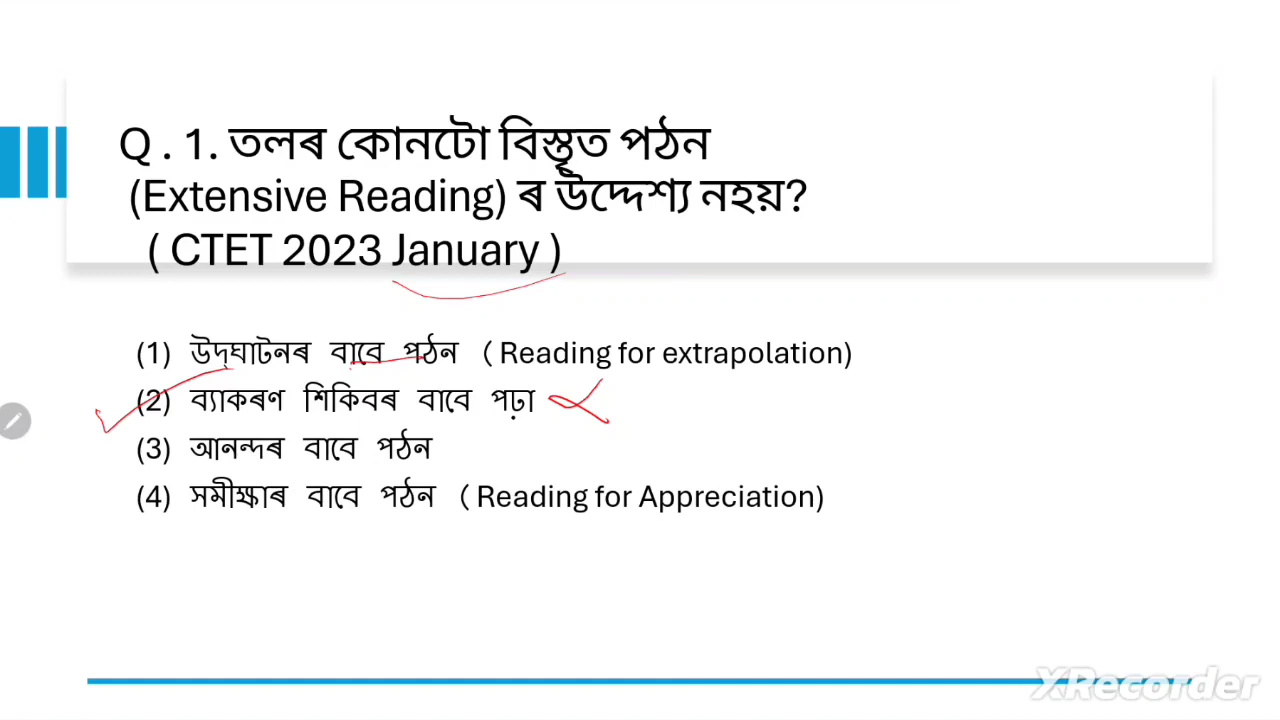 Q . 1. তলৰ কোনটো বিস্তৃত পঠন
(Extensive Reading) ৰ উদ্দেশ্য নহয়?
( CTET 2023 January )
(1) উদ্ঘাটনৰ বাবে পঠন ( Reading for extrapolation)
(2) ব্যাকৰণ শিকিবৰ বাবে পঢ়া
(3) আনন্দৰ বাবে পঠন
(4) সমীক্ষাৰ বাবে পঠন ( Reading for Appreciation)
XRecorder